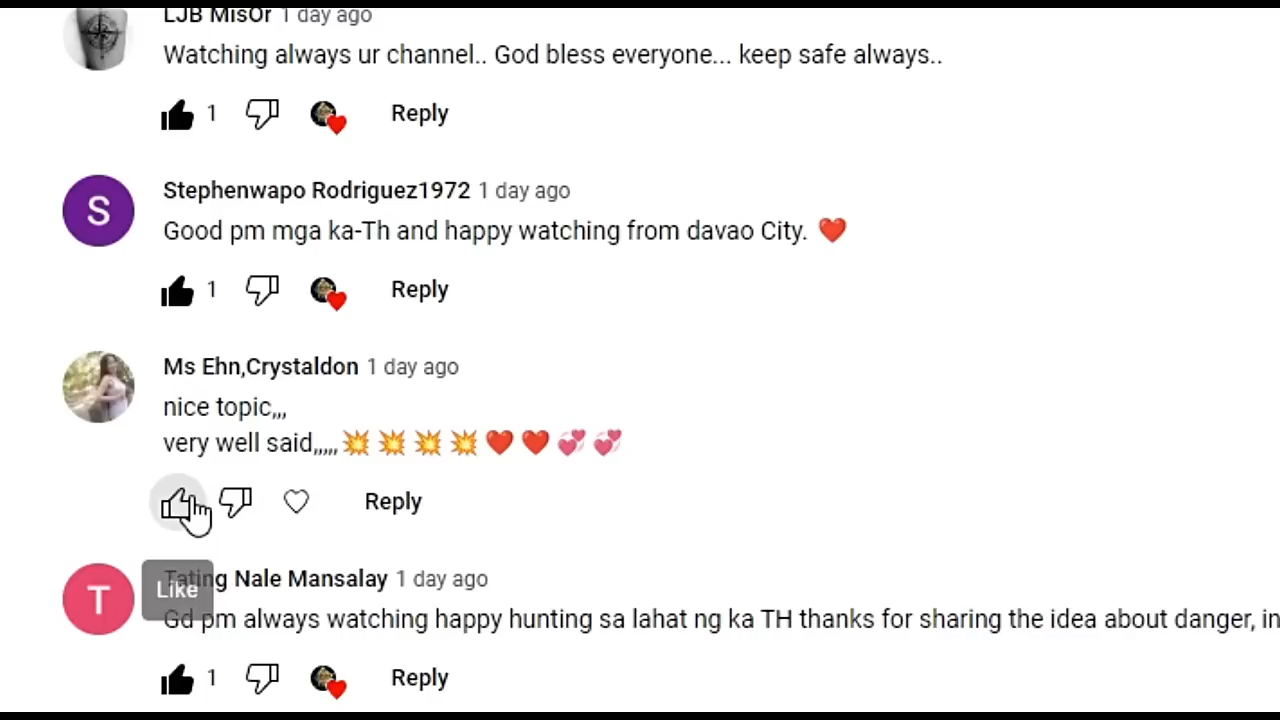 LJB MisOr 1 day ago
Watching always ur channel.. God bless everyone... keep safe always..
1 Reply
S
Stephenwapo Rodriguez1972 1 day ago
Good pm mga ka-Th and happy watching from davao City. ❤️
1 Reply
Ms Ehn,Crystaldon 1 day ago
nice topic,,,
very well said,,,,, 💥 💥 💥 💥 ❤️ ❤️ 💞 💞
Reply
T
Tating Nale Mansalay 1 day ago
Like
Gd pm always watching happy hunting sa lahat ng ka TH thanks for sharing the idea about danger, in
1 Reply